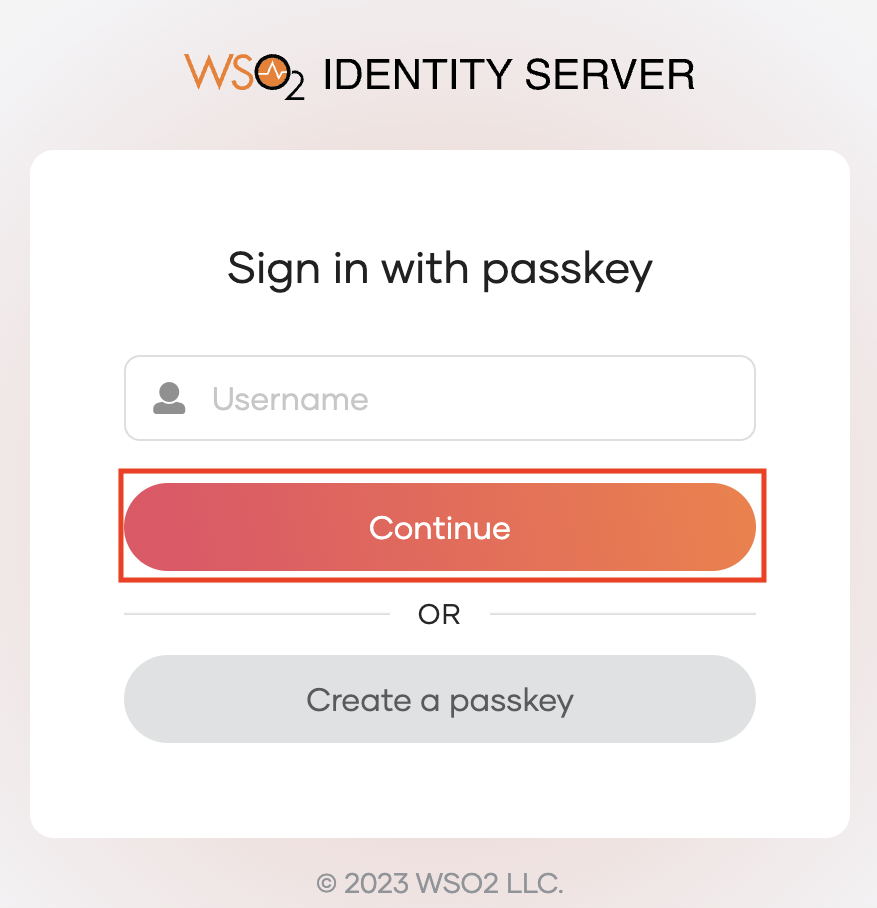 WSO2 IDENTITY SERVER
Sign in with passkey
Username
Continue
OR
Create a passkey
© 2023 WSO2 LLC.